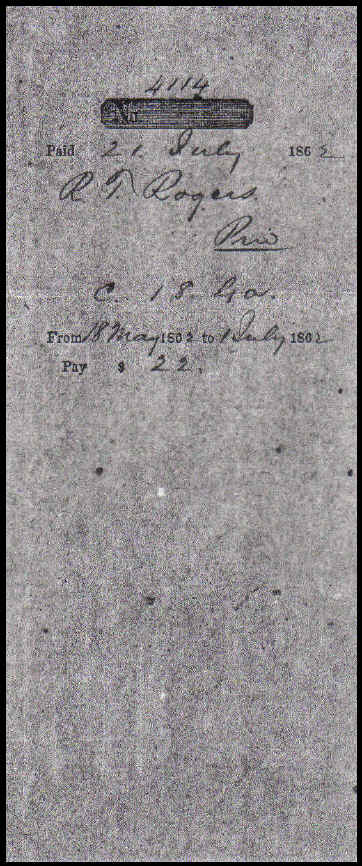 4114
No.
Paid 21 July 1862
R T Rogers
Priv
C. 18 Ga.
From 18 May 1862 to 1 July 1862
Pay $ 22.